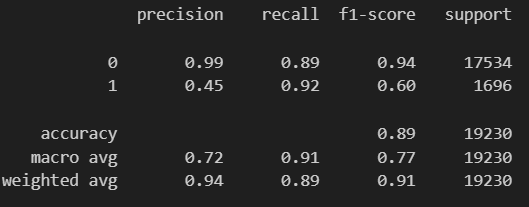 precision recall f1-score support
0 0.99 0.89 0.94 17534
1 0.45 0.92 0.60 1696
accuracy 0.89 19230
macro avg 0.72 0.91 0.77 19230
weighted avg 0.94 0.89 0.91 19230